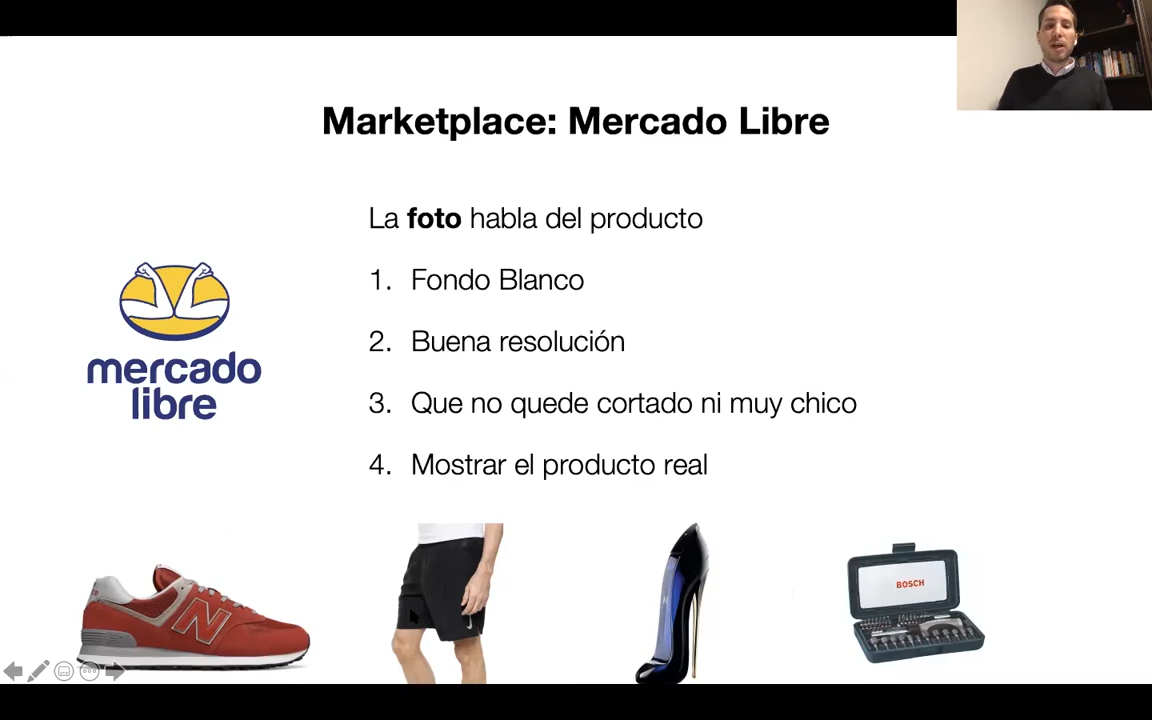 Marketplace: Mercado Libre
La foto habla del producto
1. Fondo Blanco
2. Buena resolución
3. Que no quede cortado ni muy chico
4. Mostrar el producto real
mercado
libre
N
BOSCH